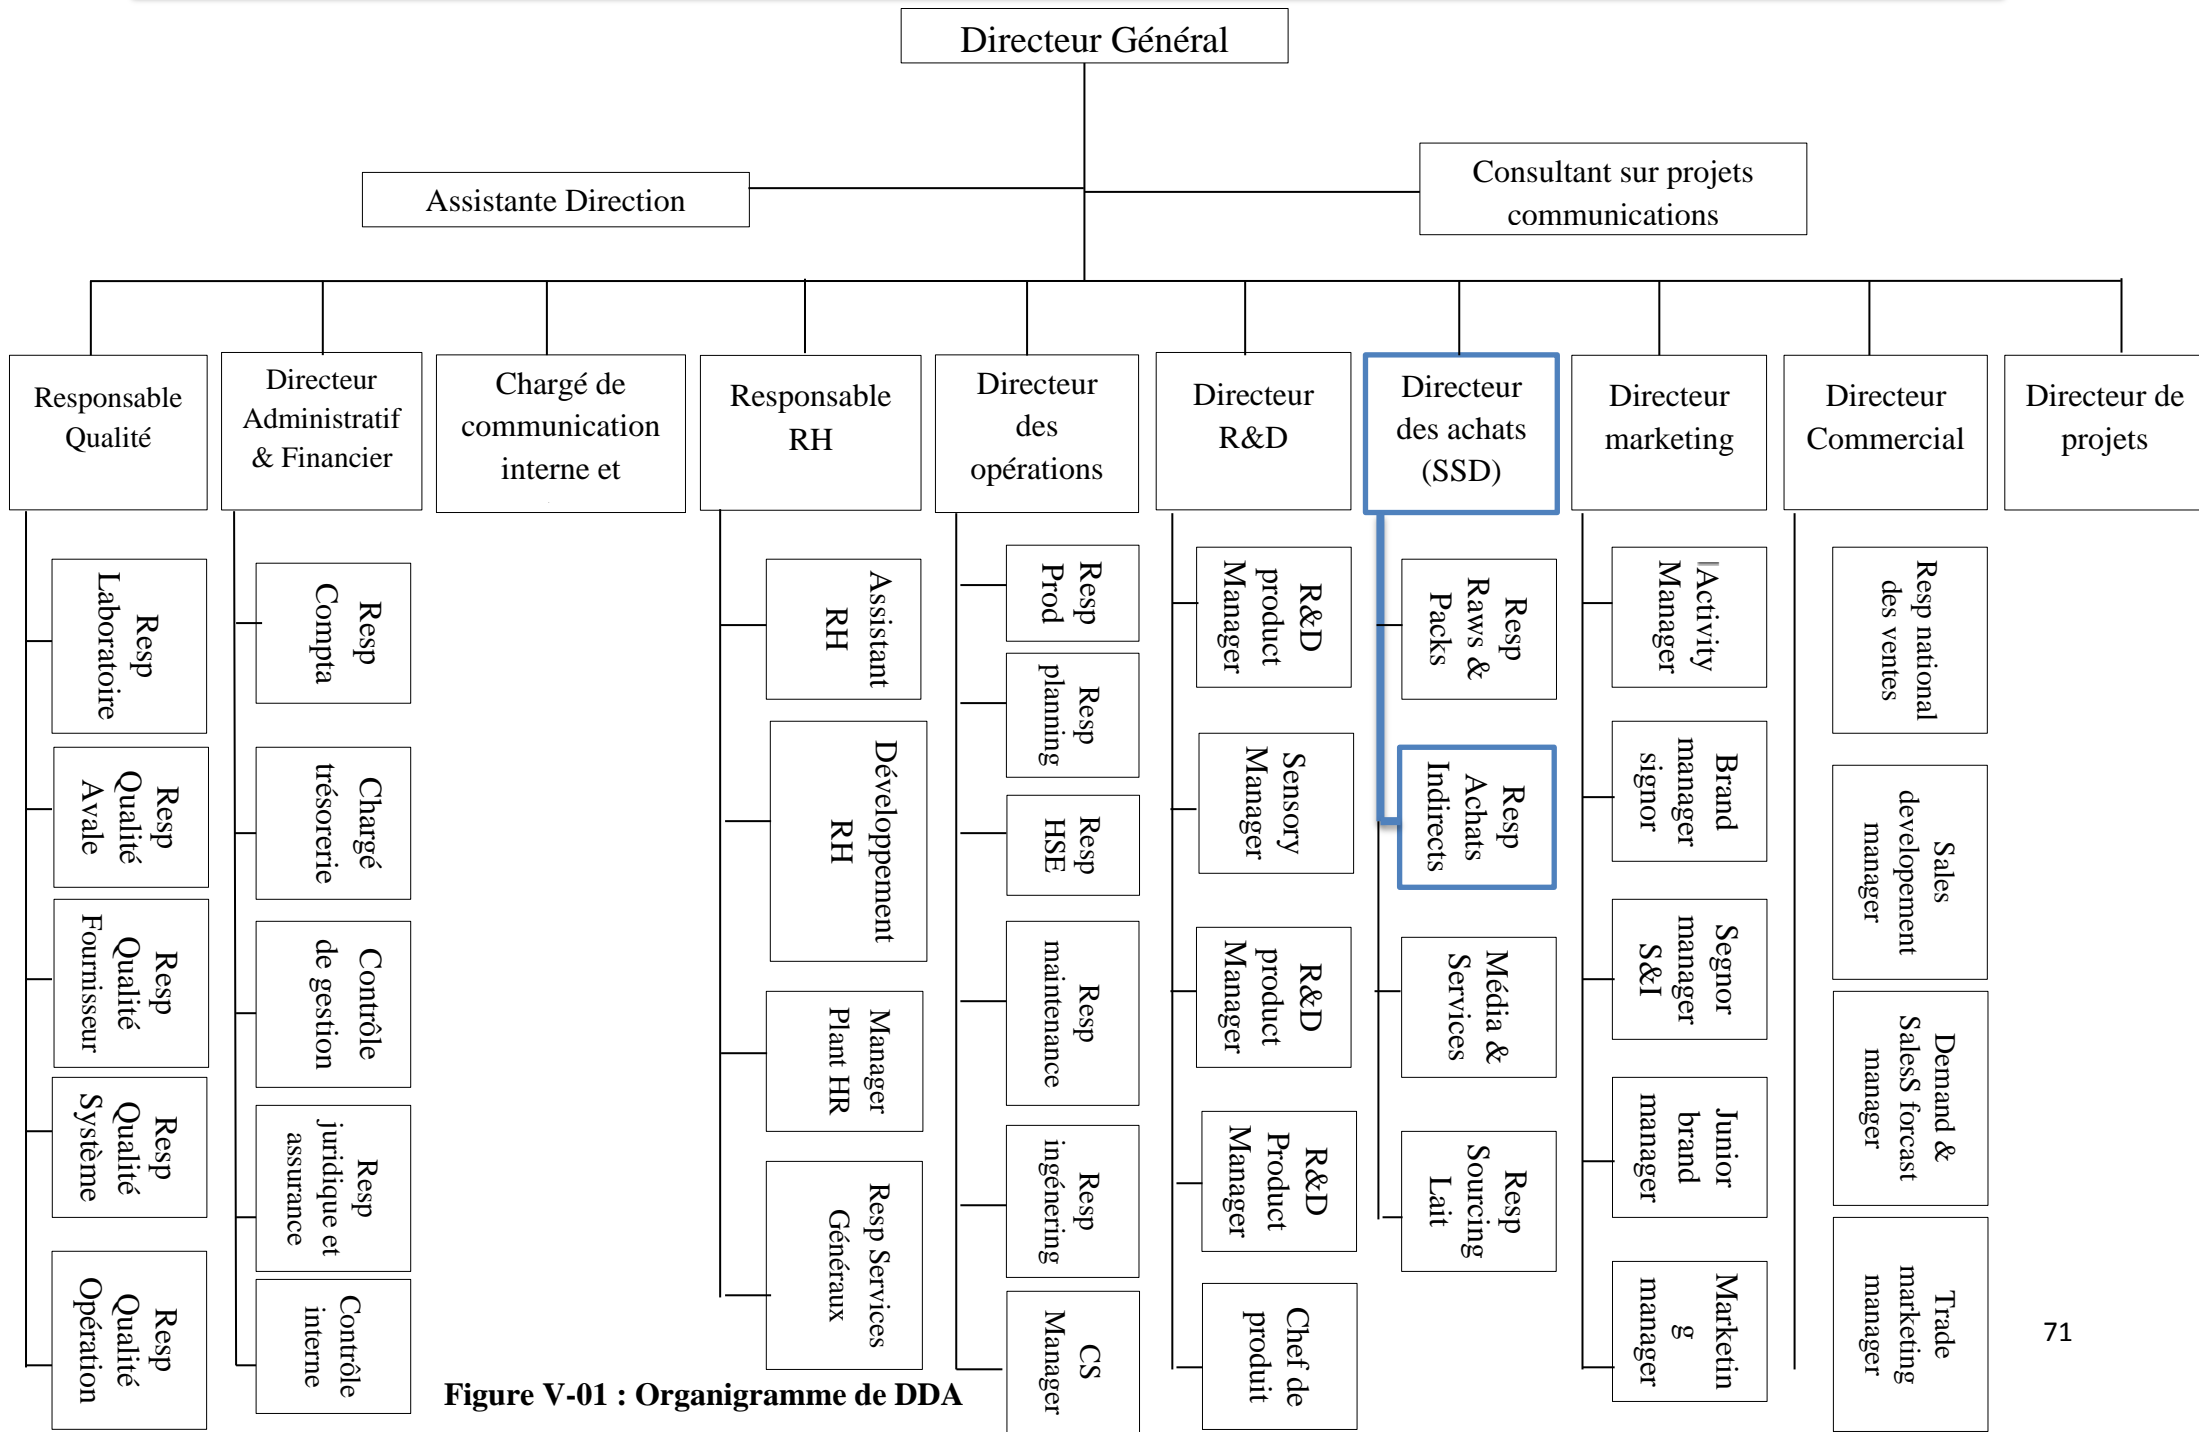 Directeur Général
Assistante Direction
Consultant sur projets
communications
Responsable
Qualité
Directeur
Administratif
& Financier
Chargé de
communication
interne et
Responsable
RH
Directeur
des
opérations
Directeur
R&D
Directeur
des achats
(SSD)
Directeur
marketing
Directeur
Commercial
Directeur de
projets
Resp
Laboratoire
Resp
Qualité
Avale
Resp
Qualité
Fournisseur
Resp
Qualité
Système
Resp
Qualité
Opération
Resp
Compta
Chargé
trésorerie
Contrôle
de gestion
Resp
juridique et
assurance
Contrôle
interne
Assistant
RH
Développement
RH
Manager
Plant HR
Resp Services
Généraux
Resp
Prod
Resp
planning
Resp
HSE
Resp
maintenance
Resp
ingénering
CS
Manager
R&D
product
Manager
Sensory
Manager
R&D
product
Manager
R&D
Product
Manager
Chef de
produit
Resp
Raws &
Packs
Resp
Achats
Indirects
Média &
Services
Resp
Sourcing
Lait
Activity
Manager
Brand
manager
signor
Segnor
manager
S&I
Junior
brand
manager
Marketin
g
manager
Resp national
des ventes
Sales
developement
manager
Demand &
SalesS forcast
manager
Trade
marketing
manager
Figure V-01 : Organigramme de DDA
71